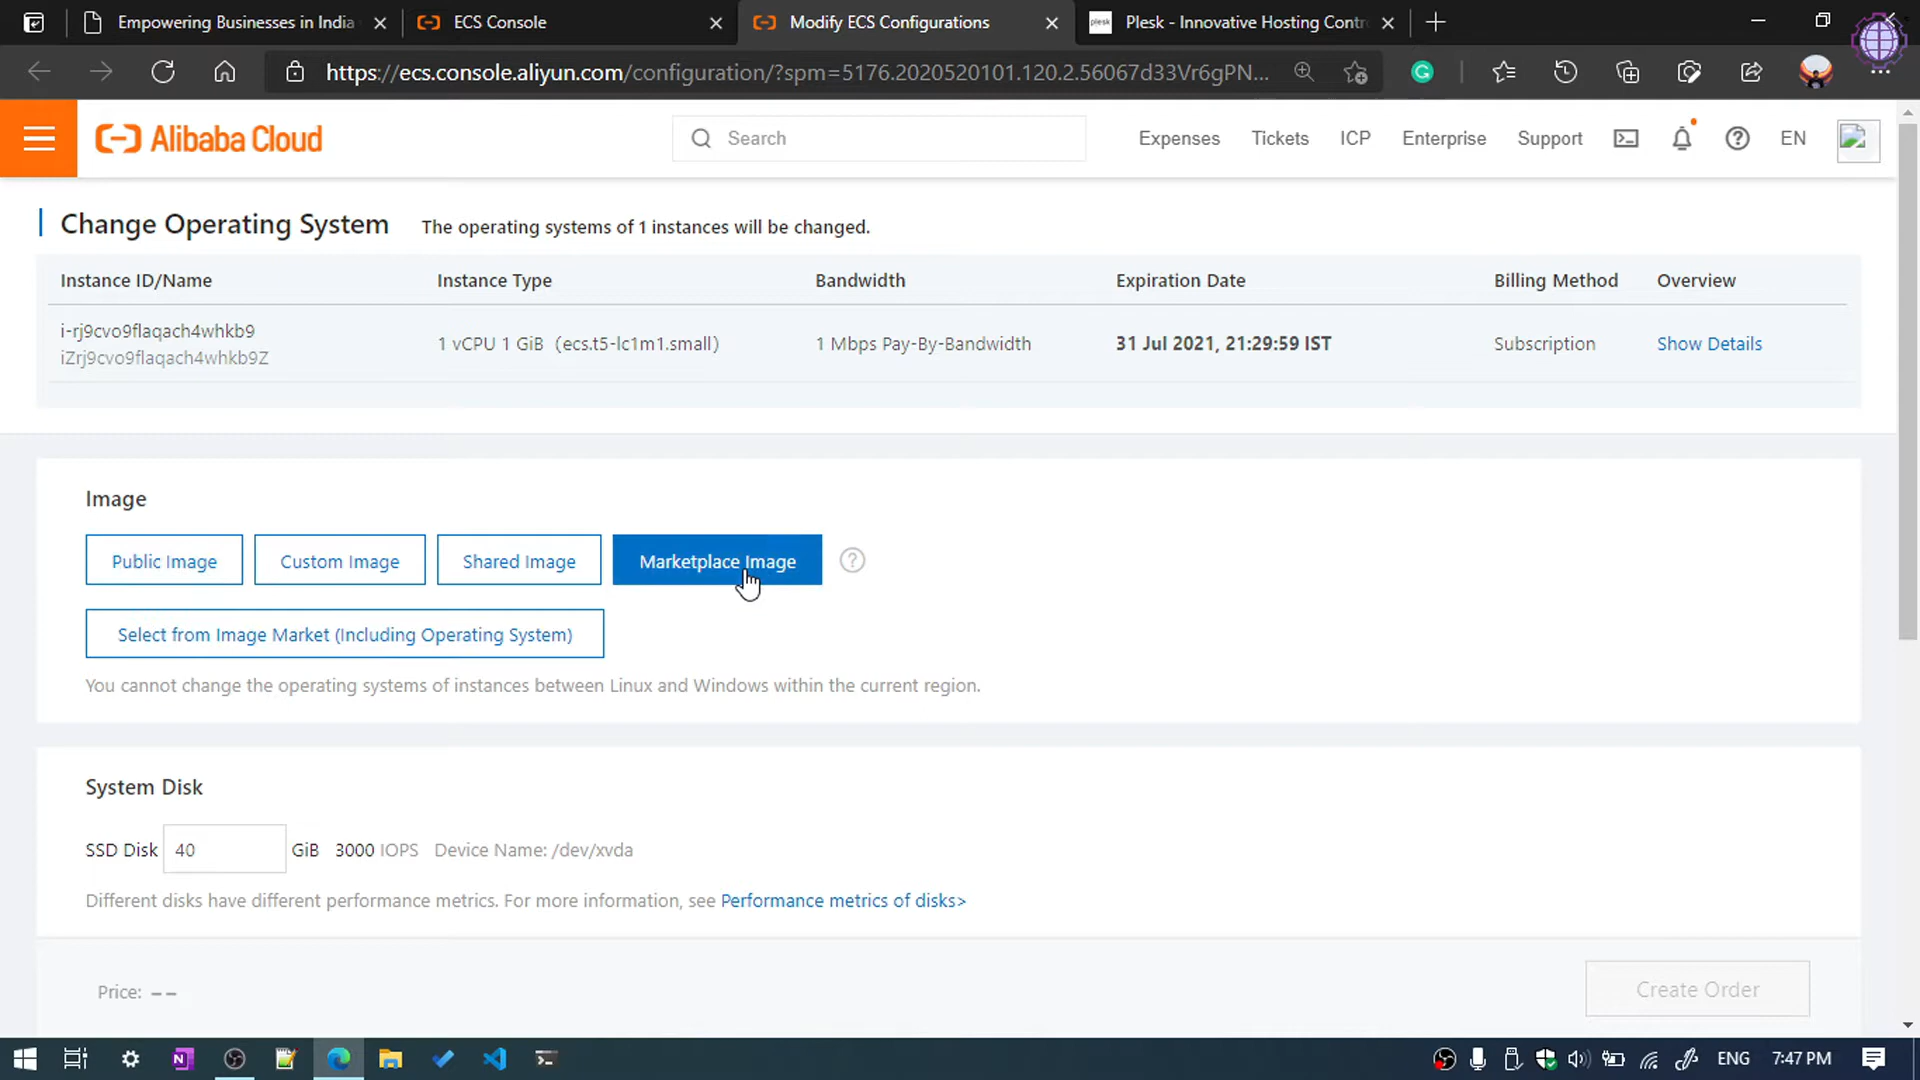 Empowering Businesses in India
ECS Console
Modify ECS Configurations
Plesk - Innovative Hosting Contr
https://ecs.console.aliyun.com/configuration/?spm=5176.2020520101.120.2.56067d33Vr6gPN...
Alibaba Cloud
Search
Expenses
Tickets
ICP
Enterprise
Support
EN
Change Operating System
The operating systems of 1 instances will be changed.
Instance ID/Name
Instance Type
Bandwidth
Expiration Date
Billing Method
Overview
i-rj9cvo9flaqach4whkb9
iZrj9cvo9flaqach4whkb9Z
1 vCPU 1 GiB (ecs.t5-lc1m1.small)
1 Mbps Pay-By-Bandwidth
31 Jul 2021, 21:29:59 IST
Subscription
Show Details
Image
Public Image
Custom Image
Shared Image
Marketplace Image
Select from Image Market (Including Operating System)
You cannot change the operating systems of instances between Linux and Windows within the current region.
System Disk
SSD Disk 40 GiB 3000 IOPS Device Name: /dev/xvda
Different disks have different performance metrics. For more information, see Performance metrics of disks>
Price: – –
Create Order
ENG
7:47 PM